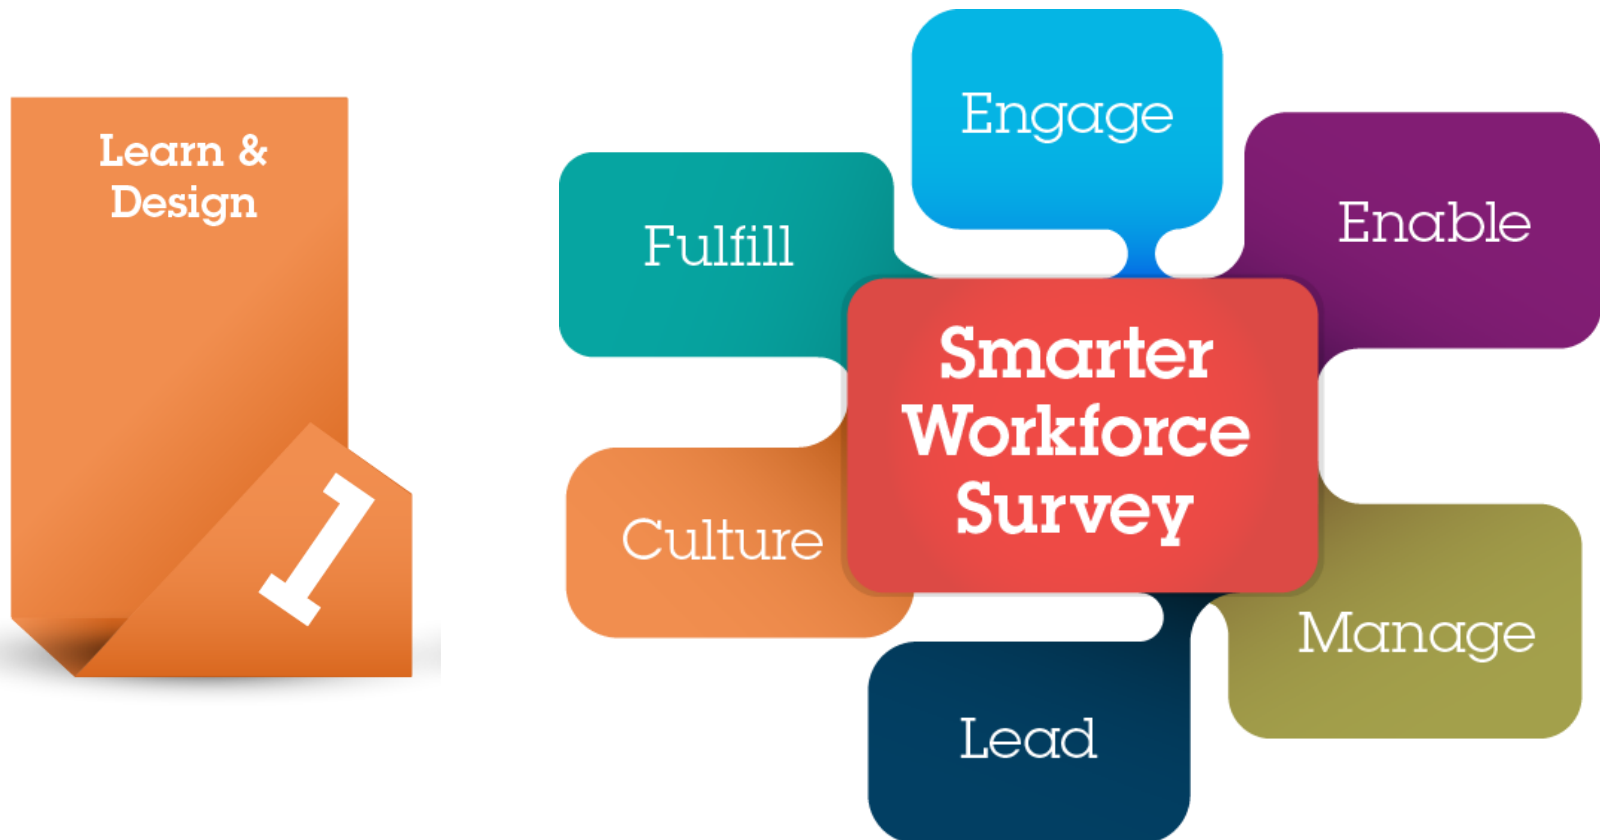 Learn &
Design
1
Engage
Enable
Fulfill
Smarter
Workforce
Survey
Culture
Manage
Lead